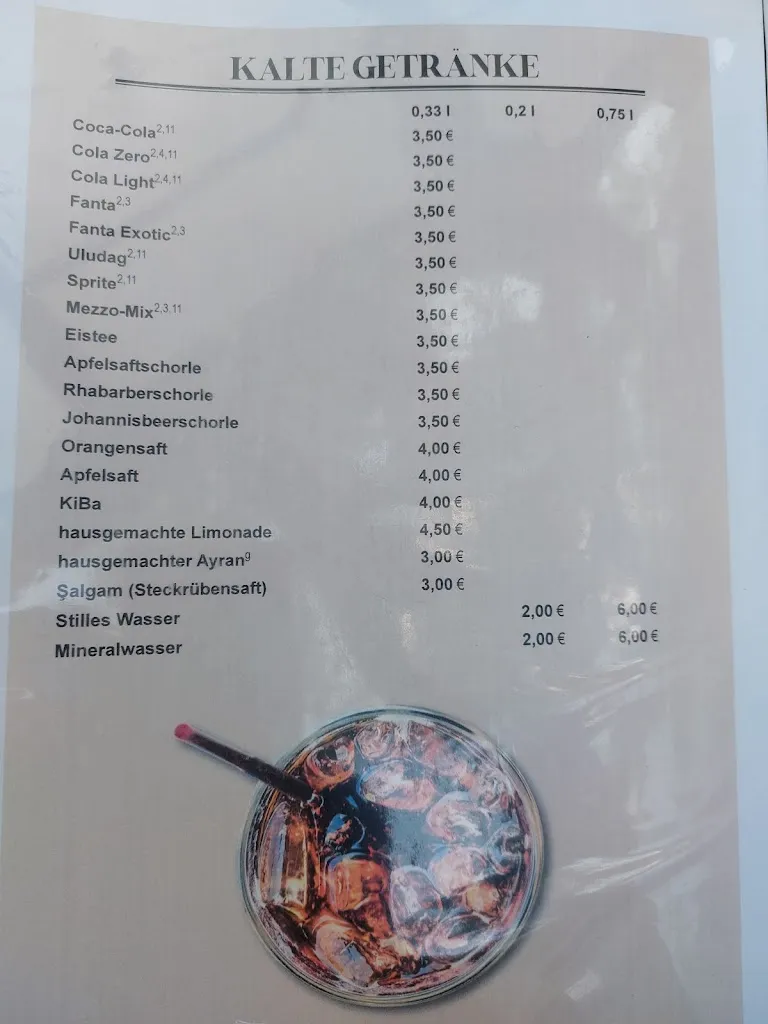 KALTE GETRÄNKE
0,33 l 0,2 l 0,75 l
Coca-Cola2,11 3,50 €
Cola Zero2,4,11 3,50 €
Cola Light2,4,11 3,50 €
Fanta2,3 3,50 €
Fanta Exotic2,3 3,50 €
Uludag2,11 3,50 €
Sprite2,11 3,50 €
Mezzo-Mix2,3,11 3,50 €
Eistee 3,50 €
Apfelsaftschorle 3,50 €
Rhabarberschorle 3,50 €
Johannisbeerschorle 3,50 €
Orangensaft 4,00 €
Apfelsaft 4,00 €
KiBa 4,00 €
hausgemachte Limonade 4,50 €
hausgemachter Ayrang 3,00 €
Şalgam (Steckrübensaft) 3,00 €
Stilles Wasser 2,00 € 6,00 €
Mineralwasser 2,00 € 6,00 €